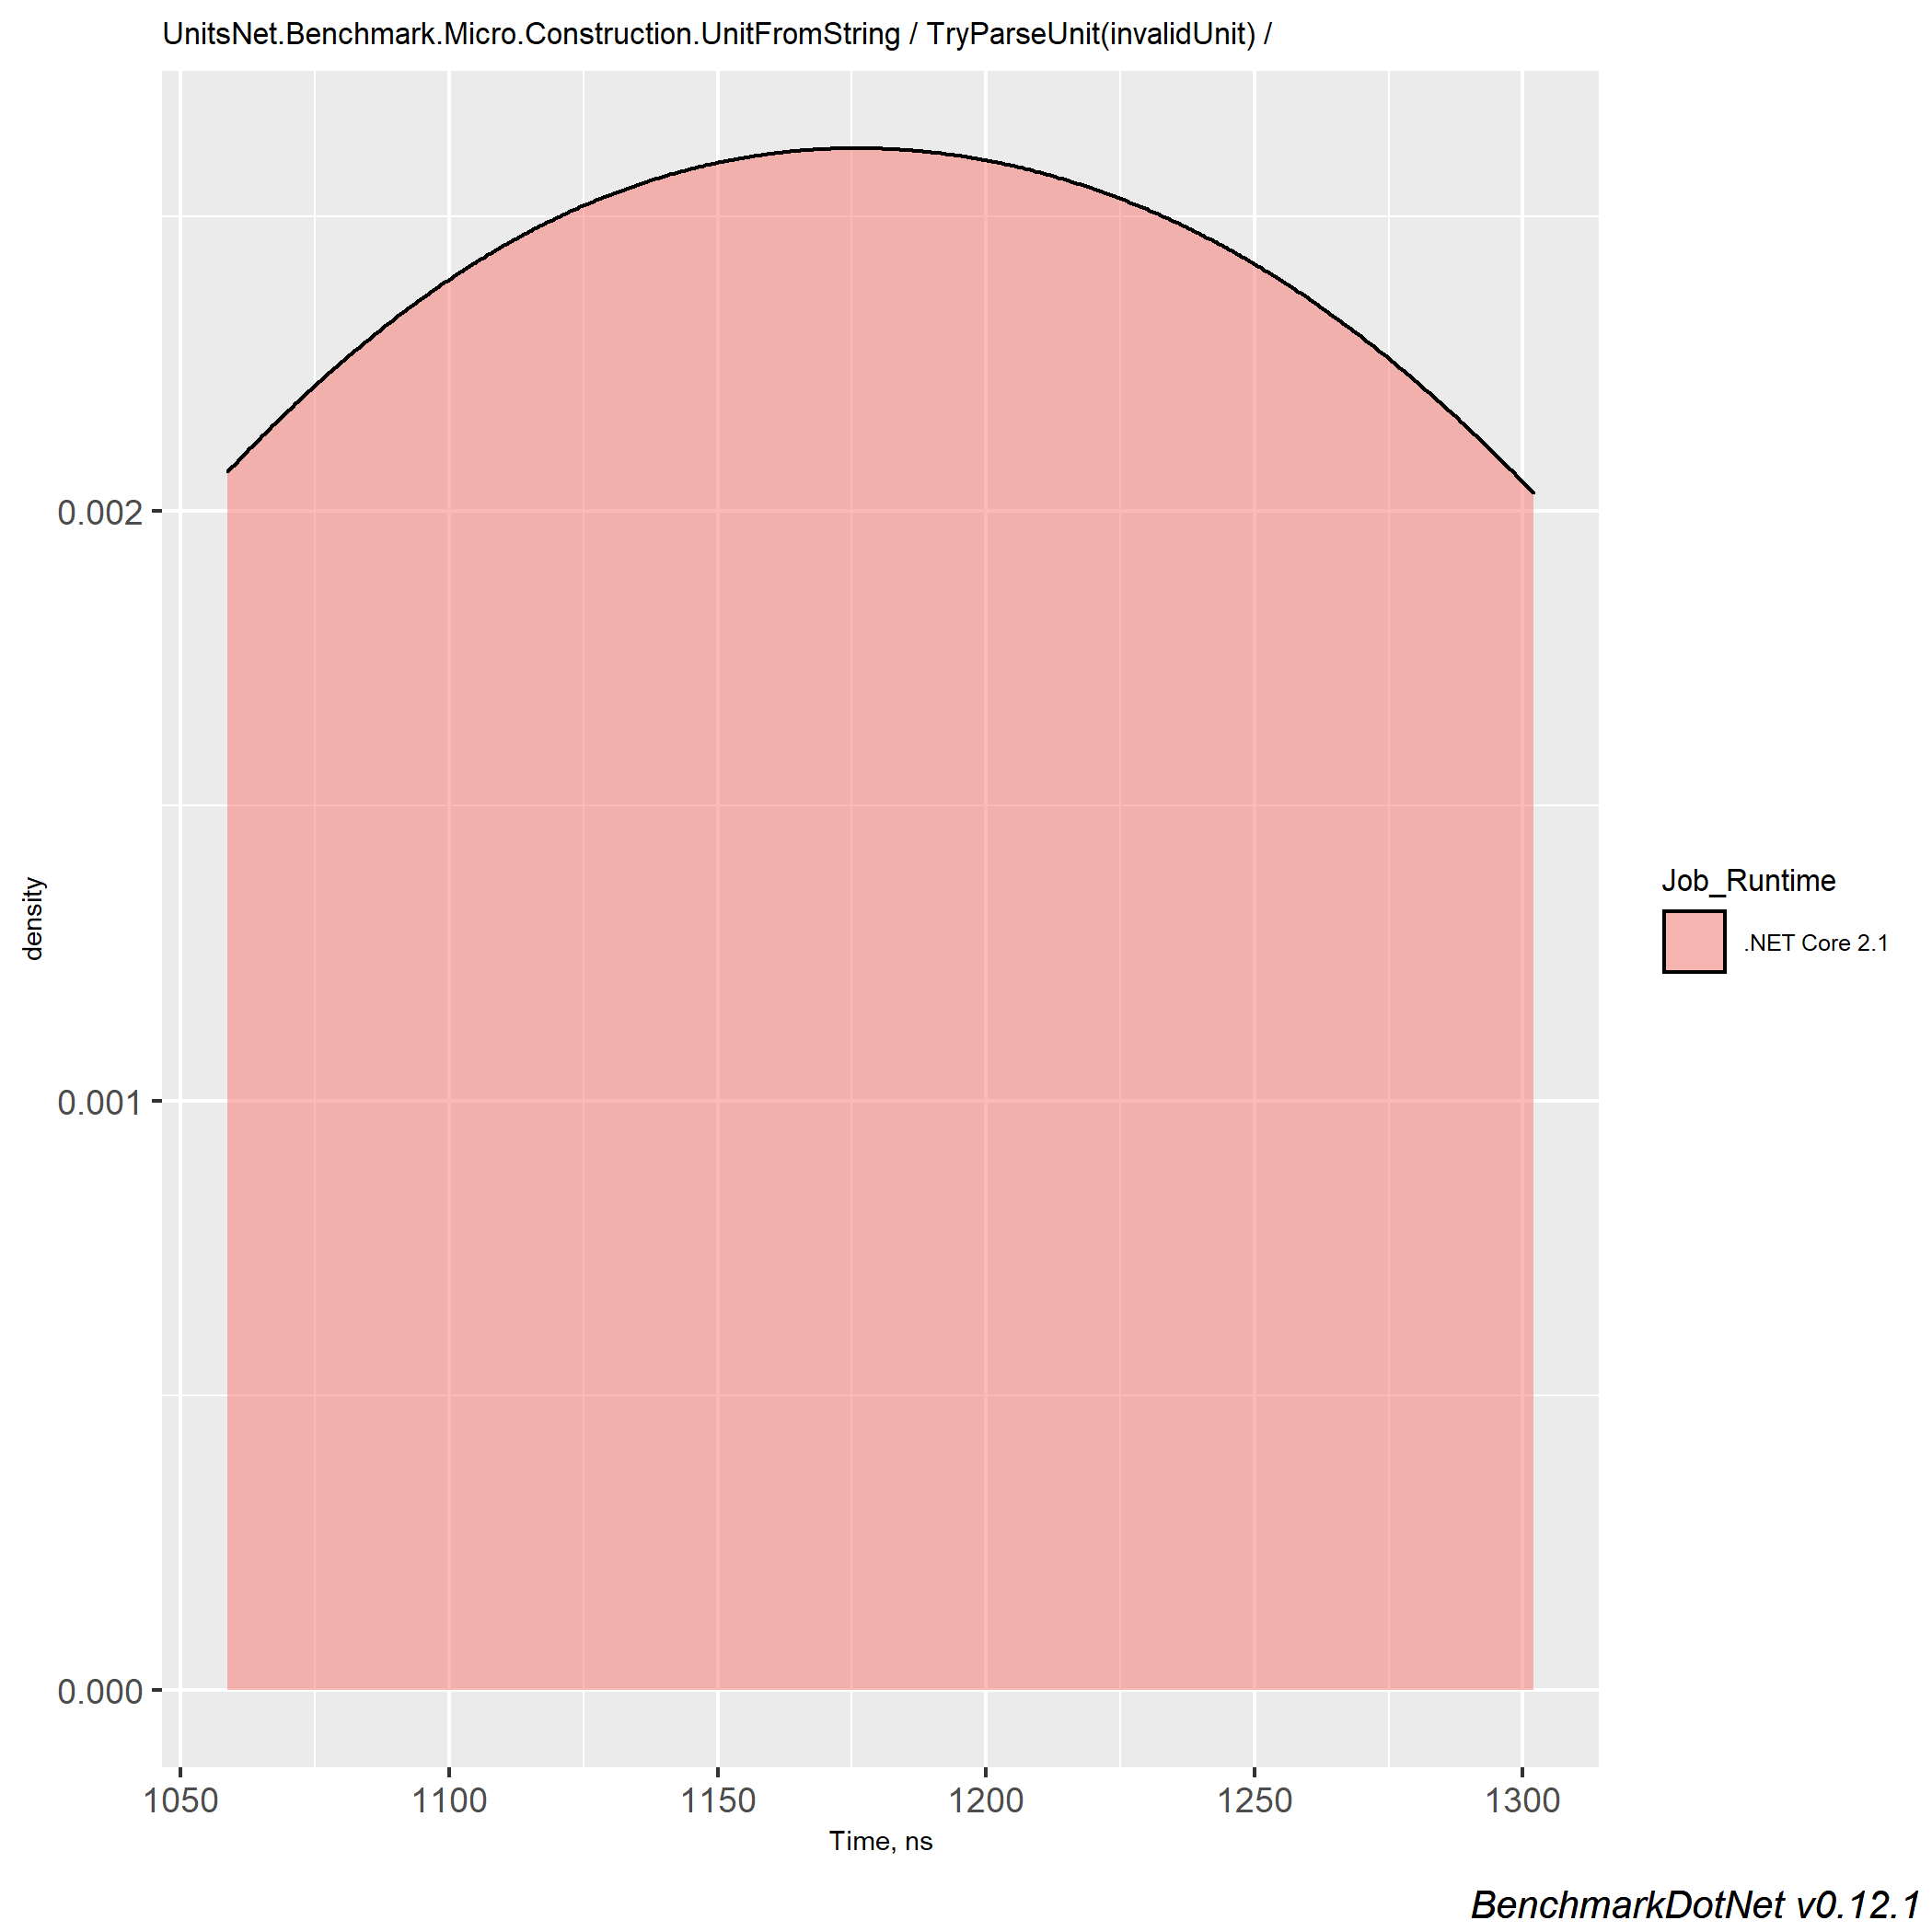 UnitsNet.Benchmark.Micro.Construction.UnitFromString / TryParseUnit(invalidUnit) /
density
0.002
0.001
0.000
1050
1100
1150
1200
1250
1300
Time, ns
Job_Runtime
.NET Core 2.1
BenchmarkDotNet v0.12.1